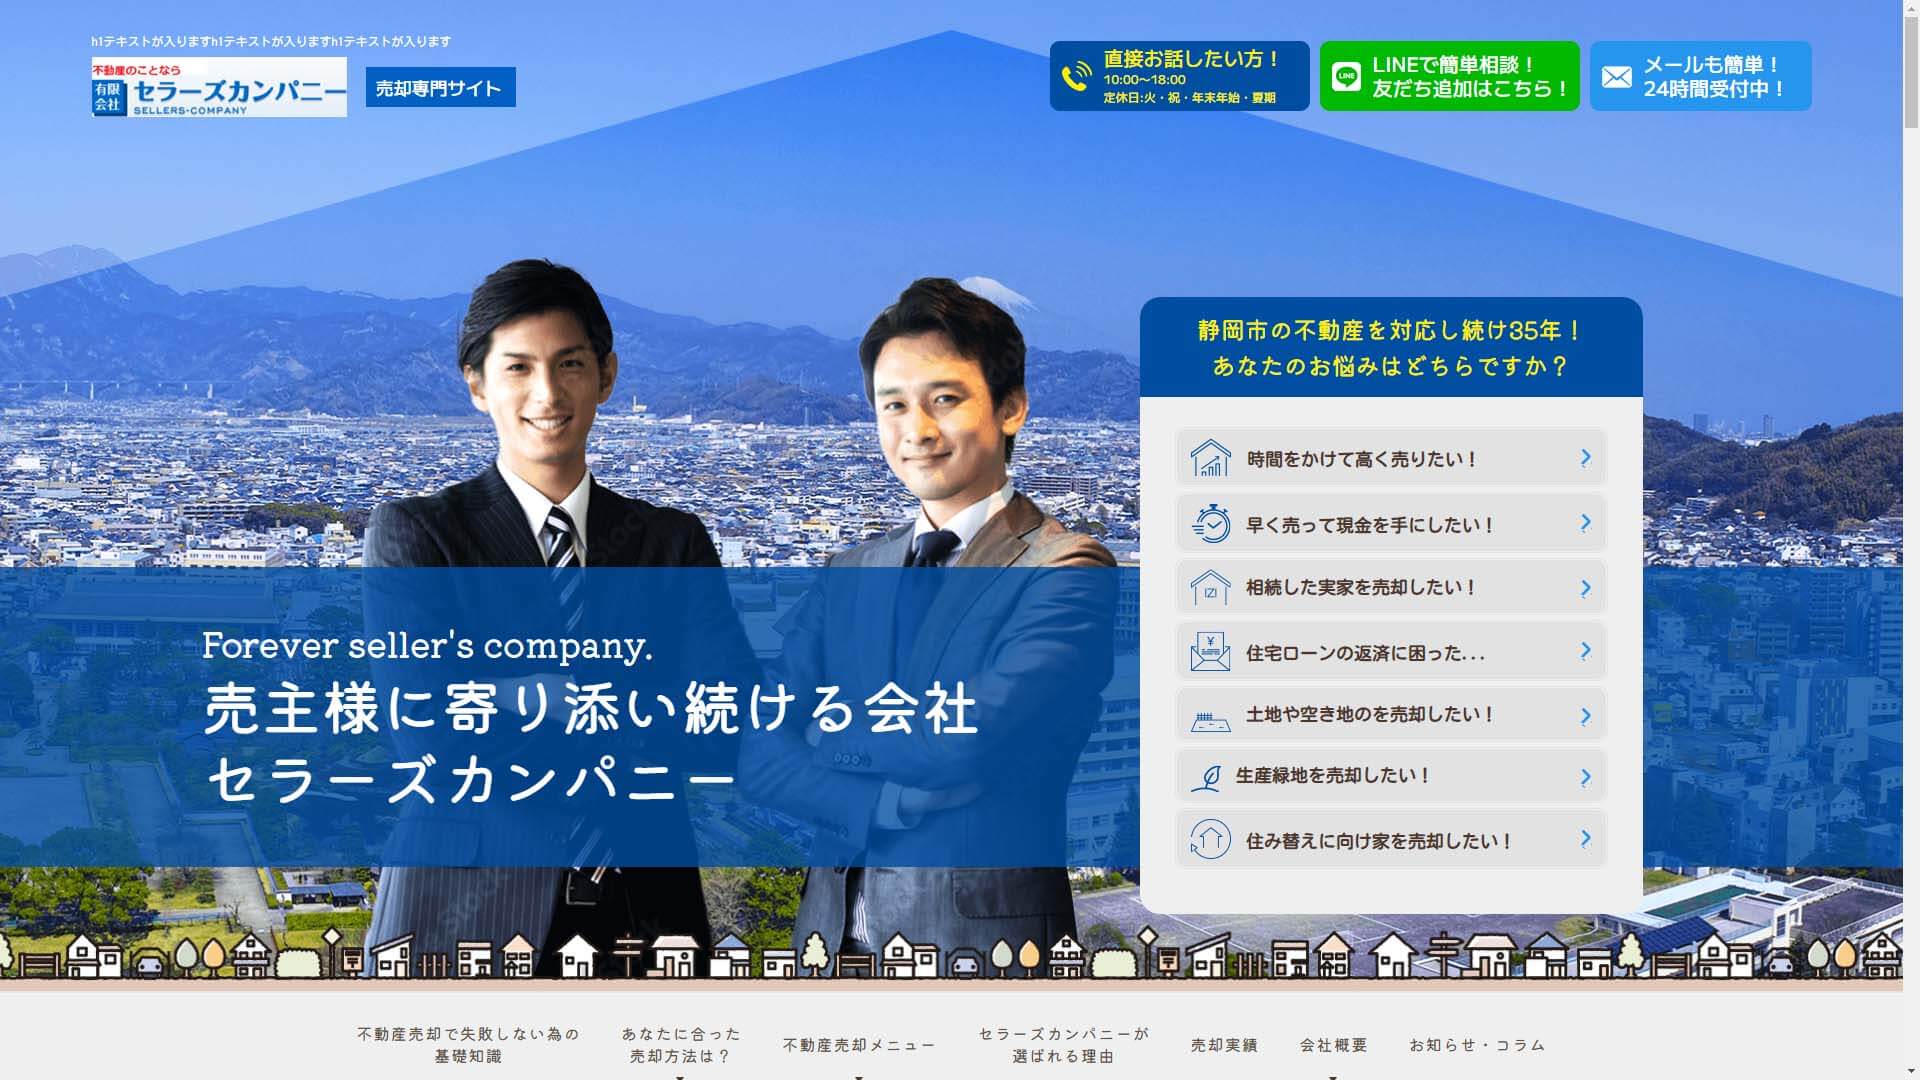 h1テキストが入りますh1テキストが入りますh1テキストが入ります
不動産のことなら
有限会社 セラーズカンパニー
SELLERS-COMPANY
売却専門サイト
直接お話したい方！
10:00〜18:00
定休日:火・祝・年末年始・夏期
LINE
LINEで簡単相談！
友だち追加はこちら！
メールも簡単！
24時間受付中！
静岡市の不動産を対応し続け35年！
あなたのお悩みはどちらですか？
時間をかけて高く売りたい！
早く売って現金を手にしたい！
相続した実家を売却したい！
住宅ローンの返済に困った...
土地や空き地のを売却したい！
生産緑地を売却したい！
住み替えに向け家を売却したい！
Forever seller's company.
売主様に寄り添い続ける会社
セラーズカンパニー
不動産売却で失敗しない為の
基礎知識
あなたに合った
売却方法は？
不動産売却メニュー
セラーズカンパニーが
選ばれる理由
売却実績
会社概要
お知らせ・コラム